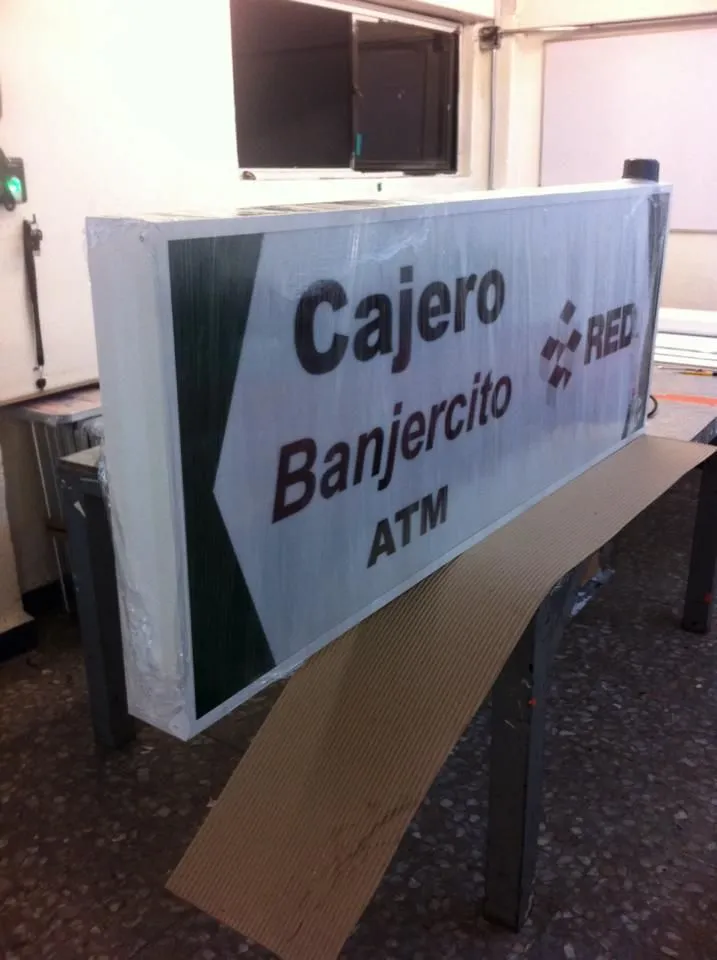 Cajero
Banjercito
ATM
RED